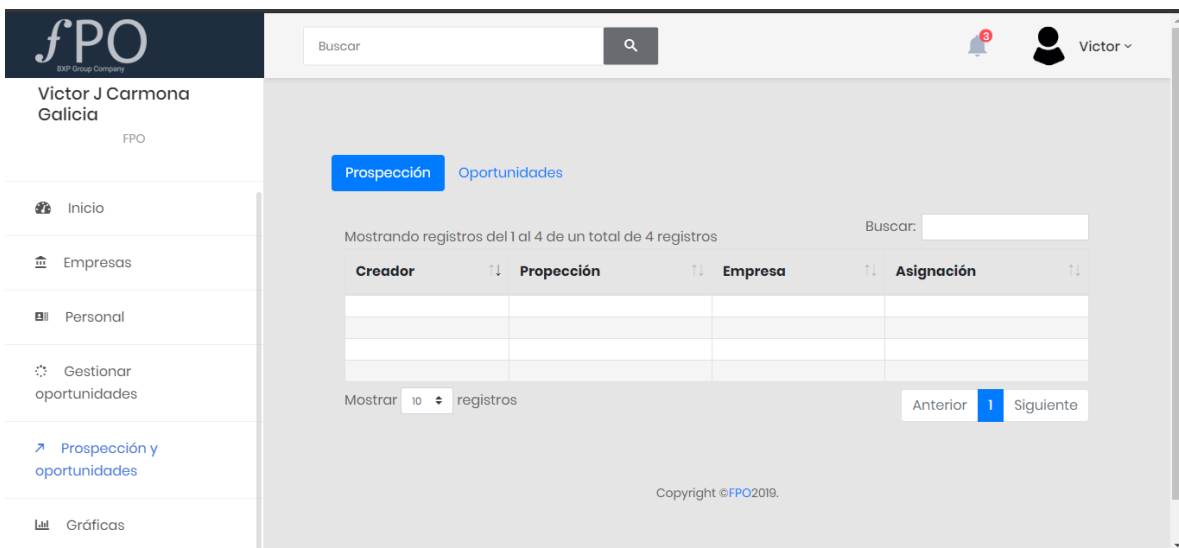 fPO
BXP Group Company
Buscar
3
Victor
Victor J Carmona
Galicia
FPO
Inicio
Empresas
Personal
Gestionar
oportunidades
Prospección y
oportunidades
Gráficas
Prospección
Oportunidades
Mostrando registros del 1 al 4 de un total de 4 registros
Buscar:
Creador
Propección
Empresa
Asignación
Mostrar 10 registros
Anterior 1 Siguiente
Copyright ©FPO2019.